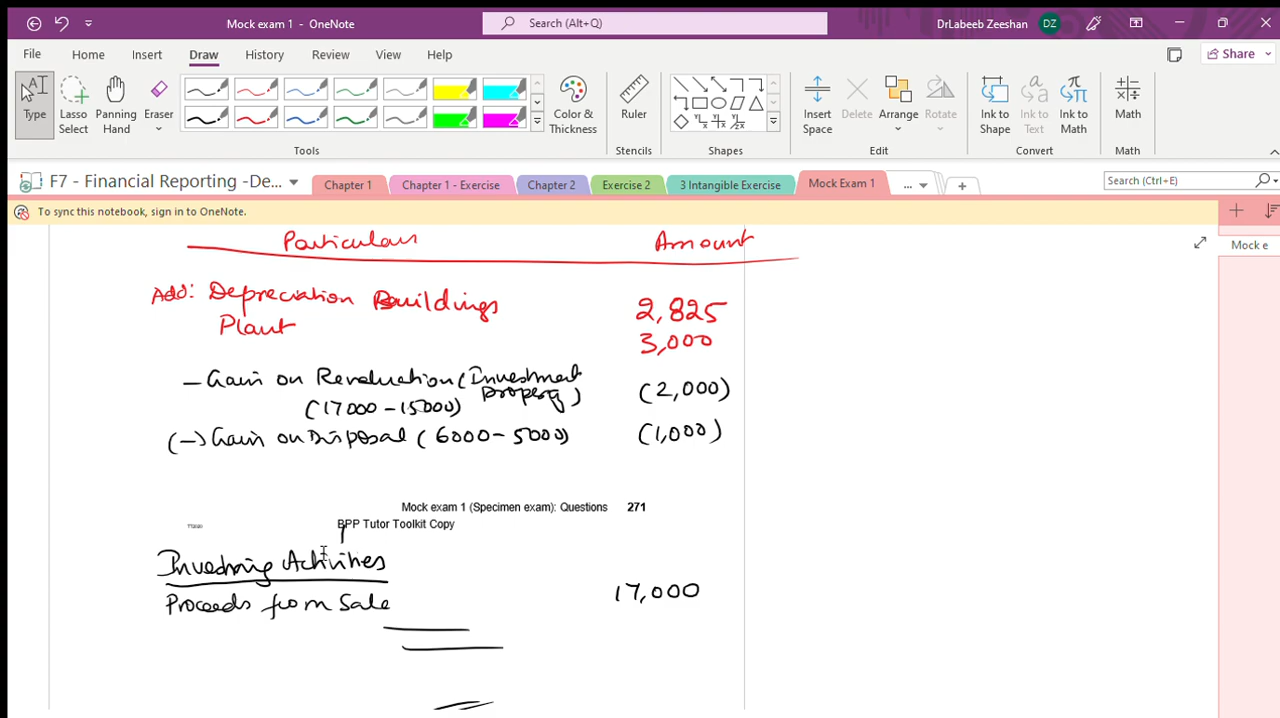 Mock exam 1 - OneNote
Search (Alt+Q)
DrLabeeb Zeeshan
DZ
File
Home
Insert
Draw
History
Review
View
Help
Share
Type
Lasso Select
Panning Hand
Eraser
Color & Thickness
Ruler
Insert Space
Delete
Arrange
Rotate
Ink to Shape
Ink to Text
Ink to Math
Math
Tools
Stencils
Shapes
Edit
Convert
Math
F7 - Financial Reporting -De...
Chapter 1
Chapter 1 - Exercise
Chapter 2
Exercise 2
3 Intangible Exercise
Mock Exam 1
...
Search (Ctrl+E)
To sync this notebook, sign in to OneNote.
Mock e
Particulars Amount
Add: Depreciation Buildings 2,825
Plant 3,000
- Gain on Revaluation (Investment Property) (2,000)
(17000 - 15000)
(-) Gain on Disposal (6000 - 5000) (1,000)
Mock exam 1 (Specimen exam): Questions 271
BPP Tutor Toolkit Copy
Investing Activities
Proceeds from Sale 17,000